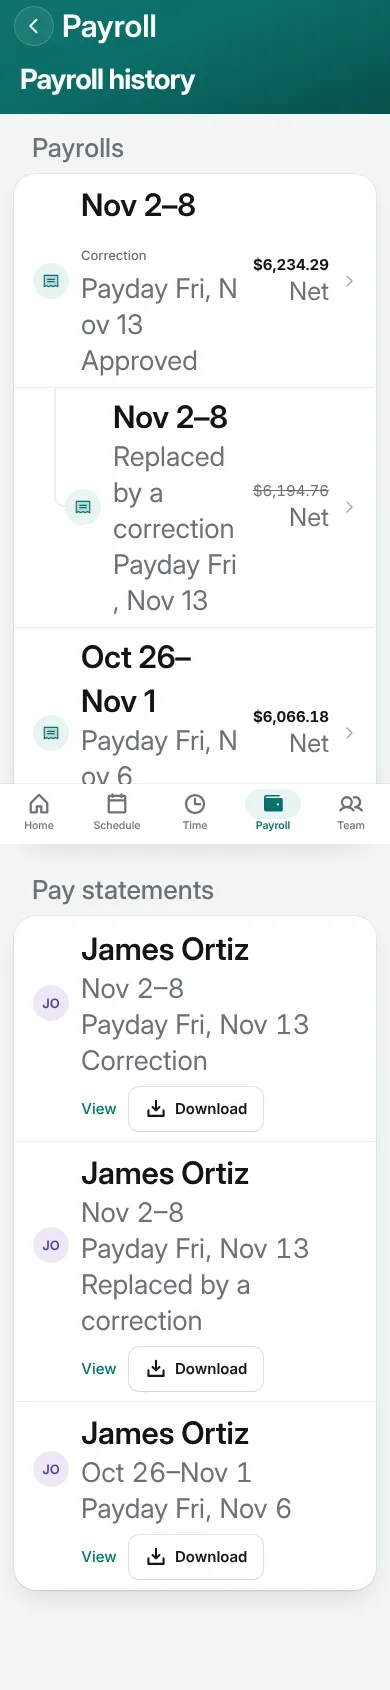 Payroll
Payroll history
Payrolls
Nov 2–8
Correction
Payday Fri, N
ov 13
Approved
$6,234.29
Net
Nov 2–8
Replaced
by a
correction
Payday Fri
, Nov 13
$6,194.76
Net
Oct 26–
Nov 1
Payday Fri, N
ov 6
$6,066.18
Net
Home
Schedule
Time
Payroll
Team
Pay statements
JO
James Ortiz
Nov 2–8
Payday Fri, Nov 13
Correction
View
Download
JO
James Ortiz
Nov 2–8
Payday Fri, Nov 13
Replaced by a
correction
View
Download
JO
James Ortiz
Oct 26–Nov 1
Payday Fri, Nov 6
View
Download